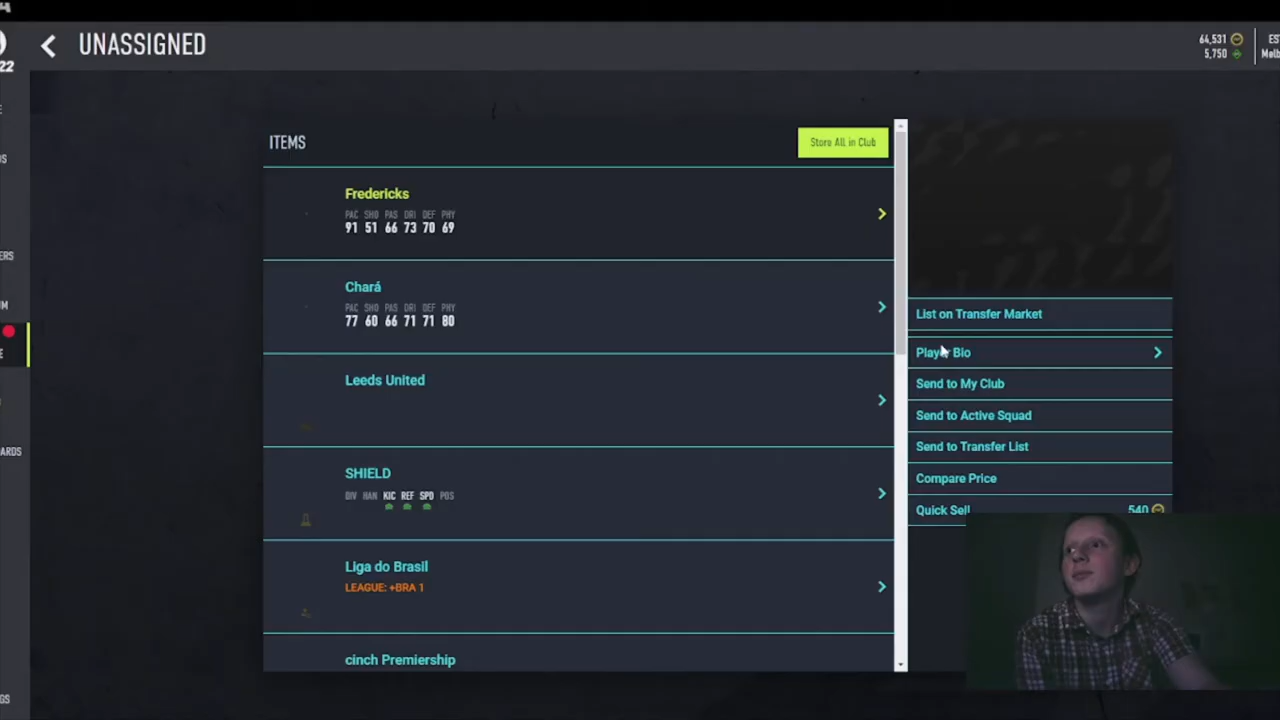 UNASSIGNED
64,531
5,750
22
ITEMS
Store All in Club
Fredericks
PAC SHO PAS DRI DEF PHY
91 51 66 73 70 69
Chará
PAC SHO PAS DRI DEF PHY
77 60 66 71 71 80
Leeds United
SHIELD
DIV HAN KIC REF SPD POS
Liga do Brasil
LEAGUE: +BRA 1
cinch Premiership
List on Transfer Market
Player Bio
Send to My Club
Send to Active Squad
Send to Transfer List
Compare Price
Quick Sell 540